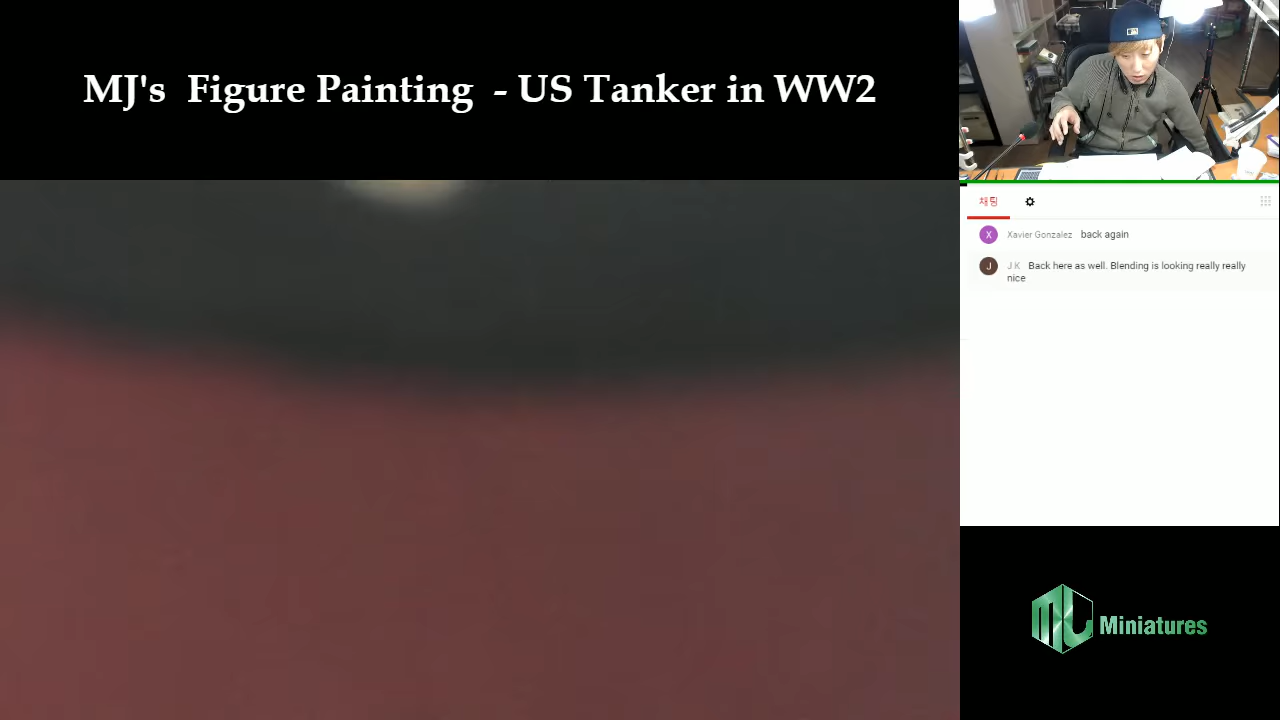 MJ's Figure Painting - US Tanker in WW2
채팅
X Xavier Gonzalez back again
J J K Back here as well. Blending is looking really really
nice
MJ Miniatures